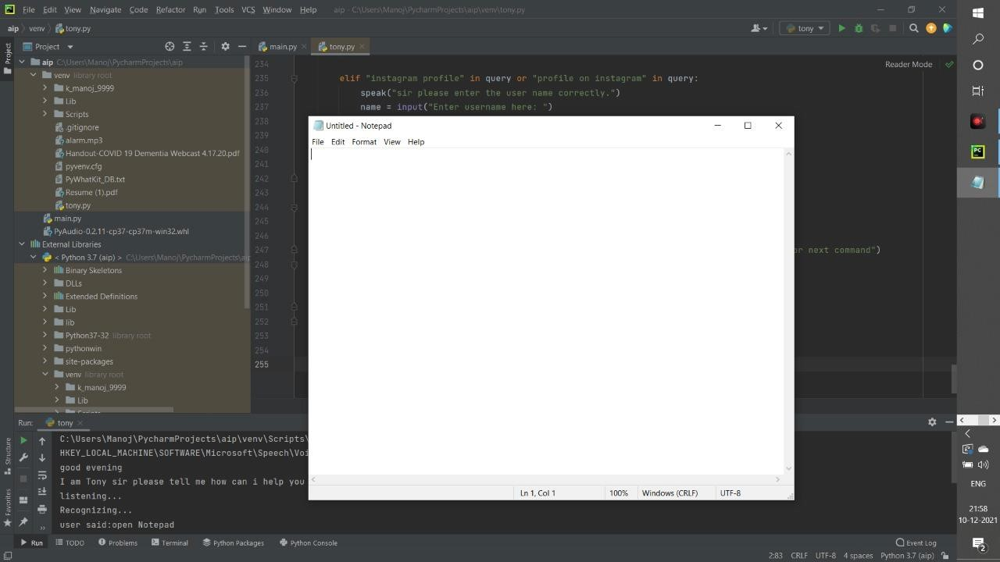 File Edit View Navigate Code Refactor Run Tools VCS Window Help aip - C:\Users\Manoj\PycharmProjects\aip\venv\tony.py
aip venv tony.py
tony
Project
Project
main.py
tony.py
aip C:\Users\Manoj\PycharmProjects\aip
venv library root
k_manoj_9999
Lib
Scripts
.gitignore
alarm.mp3
Handout-COVID 19 Dementia Webcast 4.17.20.pdf
pyvenv.cfg
PyWhatKit_DB.txt
Resume (1).pdf
tony.py
main.py
PyAudio-0.2.11-cp37-cp37m-win32.whl
External Libraries
< Python 3.7 (aip) > C:\Users\Manoj\PycharmProjects\aip
Binary Skeletons
DLLs
Extended Definitions
Lib
lib
Python37-32 library root
pythonwin
site-packages
venv library root
k_manoj_9999
Lib
Scripts
Reader Mode
234
235 elif "instagram profile" in query or "profile on instagram" in query:
236 speak("sir please enter the user name correctly.")
237 name = input("Enter username here: ")
238
239
240
241
242
243
244
245
246
247 or next command")
248
249
250
251
252
253
254
255
Untitled - Notepad
File Edit Format View Help
Ln 1, Col 1 100% Windows (CRLF) UTF-8
Run: tony
C:\Users\Manoj\PycharmProjects\aip\venv\Scripts\
HKEY_LOCAL_MACHINE\SOFTWARE\Microsoft\Speech\Voi
good evening
I am Tony sir please tell me how can i help you
listening...
Recognizing...
user said:open Notepad
Structure
Favorites
Run TODO Problems Terminal Python Packages Python Console Event Log
2:83 CRLF UTF-8 4 spaces Python 3.7 (aip)
PC
ENG
21:58
10-12-2021
2